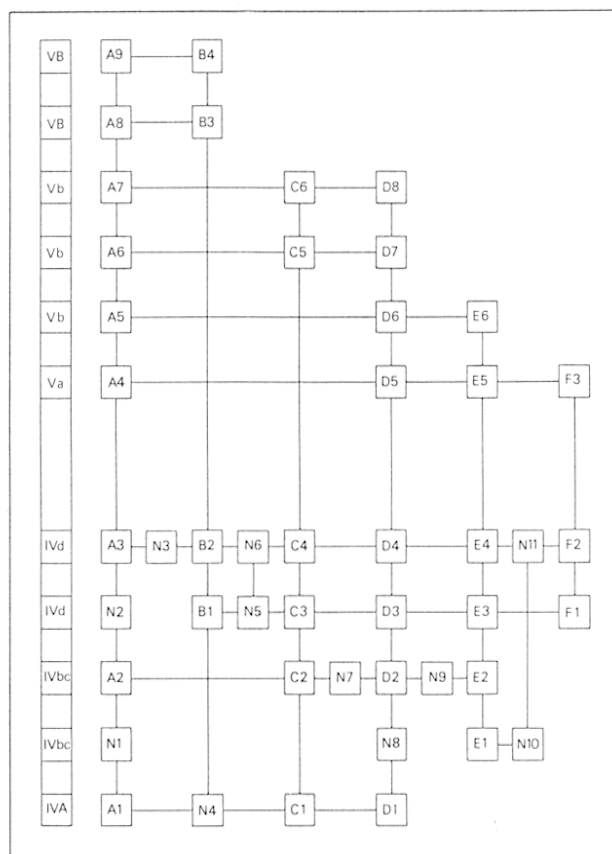 VB A9 B4
VB A8 B3
Vb A7 C6 D8
Vb A6 C5 D7
Vb A5 D6 E6
Va A4 D5 E5 F3
IVd A3 N3 B2 N6 C4 D4 E4 N11 F2
IVd N2 B1 N5 C3 D3 E3 F1
IVbc A2 C2 N7 D2 N9 E2
IVbc N1 N8 E1 N10
IVA A1 N4 C1 D1